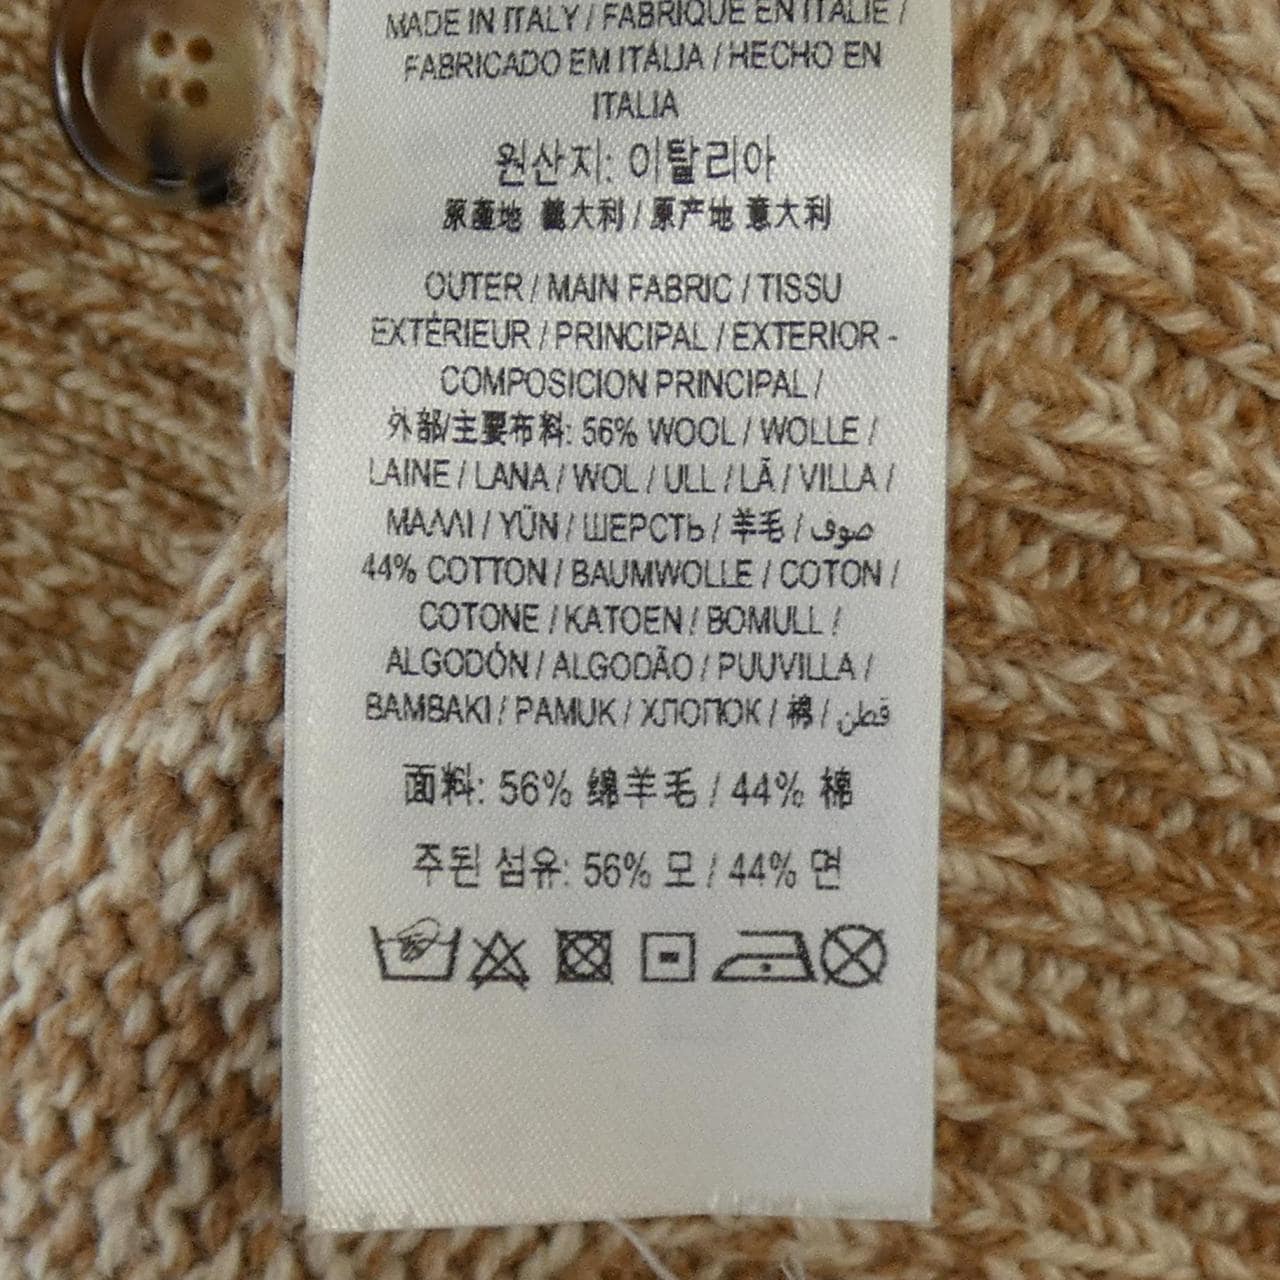 MADE IN ITALY / FABRIQUÉ EN ITALIE /
FABRICADO EM ITÁLIA / HECHO EN
ITALIA
원산지: 이탈리아
原產地 義大利 / 原产地 意大利
OUTER / MAIN FABRIC / TISSU
EXTÉRIEUR / PRINCIPAL / EXTERIOR -
COMPOSICION PRINCIPAL /
外部/主要布料: 56% WOOL / WOLLE /
LAINE / LANA / WOL / ULL / LÃ / VILLA /
ΜΑΛΛΙ / YÜN / ШЕРСТЬ / 羊毛 / صوف
44% COTTON / BAUMWOLLE / COTON /
COTONE / KATOEN / BOMULL /
ALGODÓN / ALGODÃO / PUUVILLA /
BAMBAKI / PAMUK / ХЛОПОК / 棉 / قطن
面料: 56% 绵羊毛 / 44% 棉
주된 섬유: 56% 모 / 44% 면